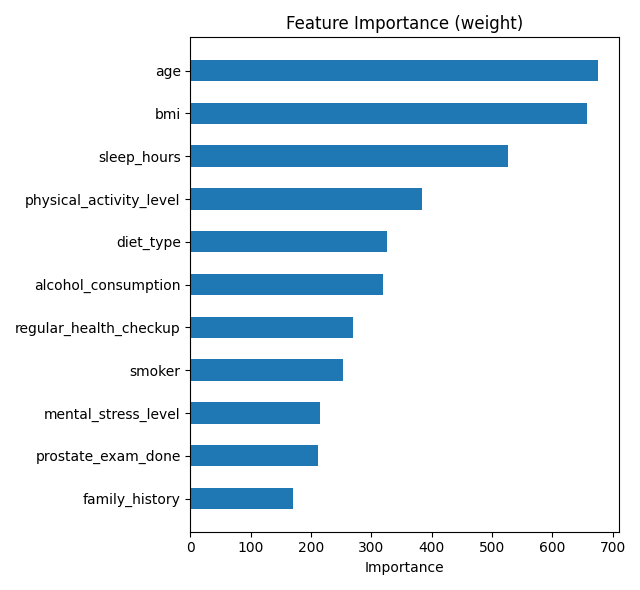 Feature Importance (weight)
age
bmi
sleep_hours
physical_activity_level
diet_type
alcohol_consumption
regular_health_checkup
smoker
mental_stress_level
prostate_exam_done
family_history
0 100 200 300 400 500 600 700
Importance